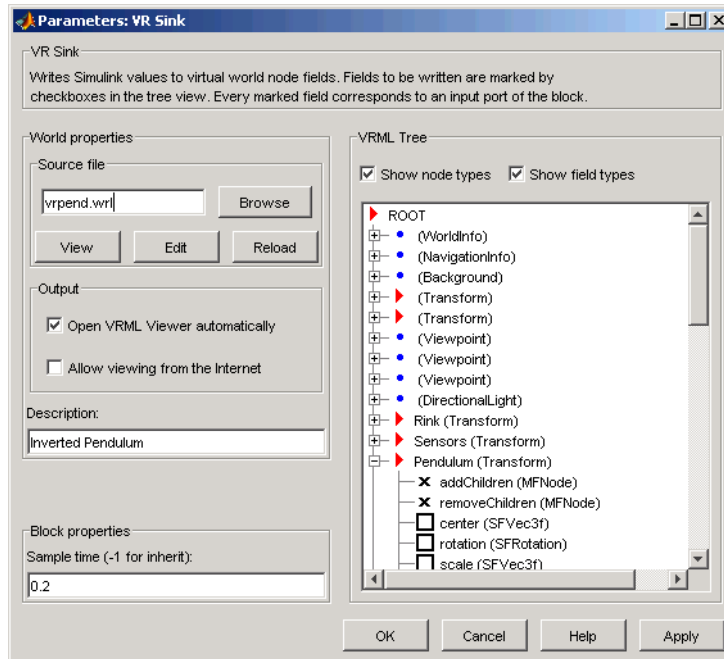 Parameters: VR Sink
VR Sink
Writes Simulink values to virtual world node fields. Fields to be written are marked by
checkboxes in the tree view. Every marked field corresponds to an input port of the block.
World properties
Source file
vrpend.wrl
Browse
View
Edit
Reload
Output
Open VRML Viewer automatically
Allow viewing from the Internet
Description:
Inverted Pendulum
Block properties
Sample time (-1 for inherit):
0.2
VRML Tree
Show node types
Show field types
ROOT
(WorldInfo)
(NavigationInfo)
(Background)
(Transform)
(Transform)
(Viewpoint)
(Viewpoint)
(Viewpoint)
(DirectionalLight)
Rink (Transform)
Sensors (Transform)
Pendulum (Transform)
addChildren (MFNode)
removeChildren (MFNode)
center (SFVec3f)
rotation (SFRotation)
scale (SFVec3f)
OK
Cancel
Help
Apply